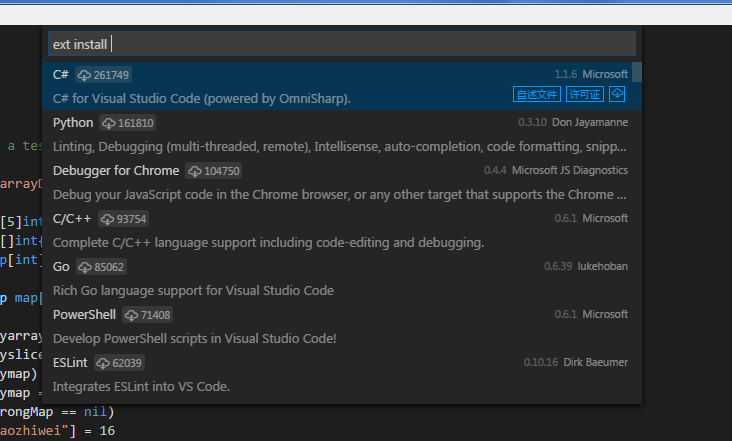 ext install
C# 261749 1.1.6 Microsoft
C# for Visual Studio Code (powered by OmniSharp). 自述文件 许可证
Python 161810 0.3.10 Don Jayamanne
Linting, Debugging (multi-threaded, remote), Intellisense, auto-completion, code formatting, snipp...
a tes
Debugger for Chrome 104750 0.4.4 Microsoft JS Diagnostics
arrayD
Debug your JavaScript code in the Chrome browser, or any other target that supports the Chrome ...
[5]int
C/C++ 93754 0.6.1 Microsoft
[]int{
Complete C/C++ language support including code-editing and debugging.
p[int]
Go 85062 0.6.39 lukehoban
Rich Go language support for Visual Studio Code
p map[
PowerShell 71408 0.6.1 Microsoft
yarray
Develop PowerShell scripts in Visual Studio Code!
yslice
ESLint 62039 0.10.16 Dirk Baeumer
ymap)
Integrates ESLint into VS Code.
ymap =
rongMap == nil)
aozhiwei"] = 16